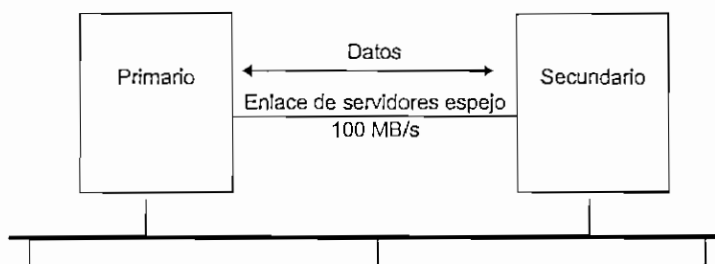 Datos
Primario
Secundario
Enlace de servidores espejo
100 MB/s